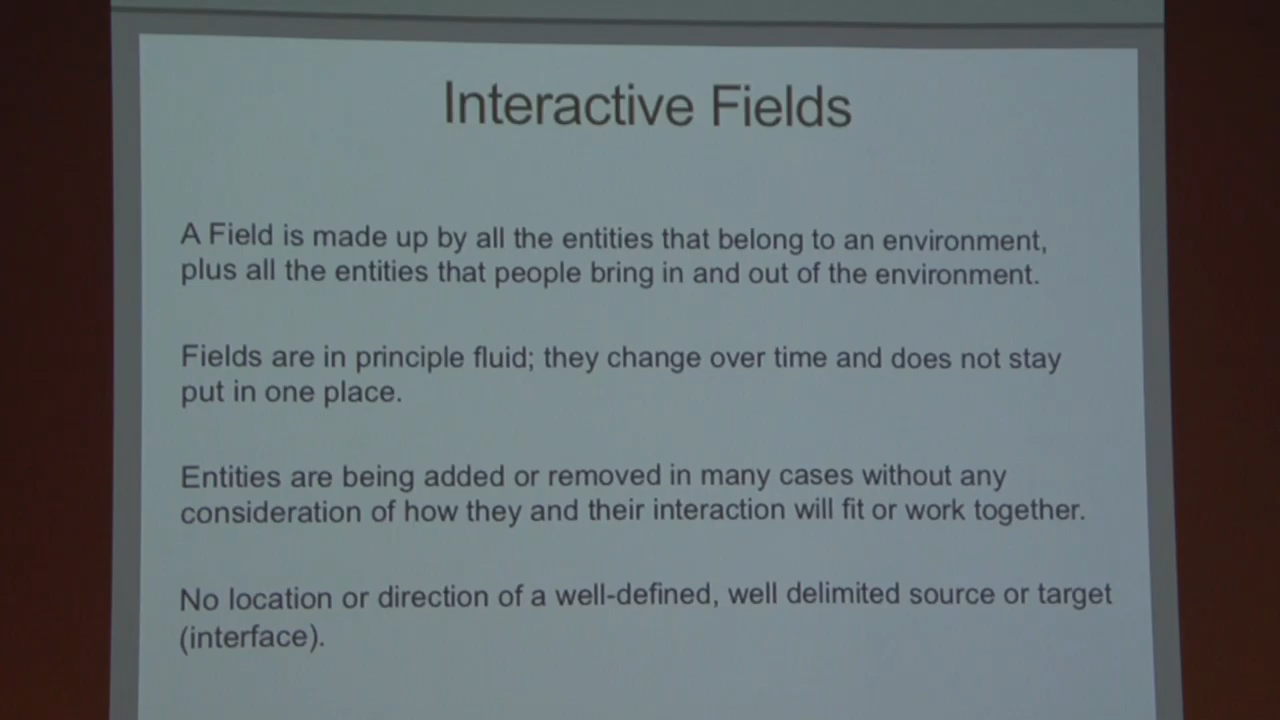 Interactive Fields
A Field is made up by all the entities that belong to an environment,
plus all the entities that people bring in and out of the environment.
Fields are in principle fluid; they change over time and does not stay
put in one place.
Entities are being added or removed in many cases without any
consideration of how they and their interaction will fit or work together.
No location or direction of a well-defined, well delimited source or target
(interface).